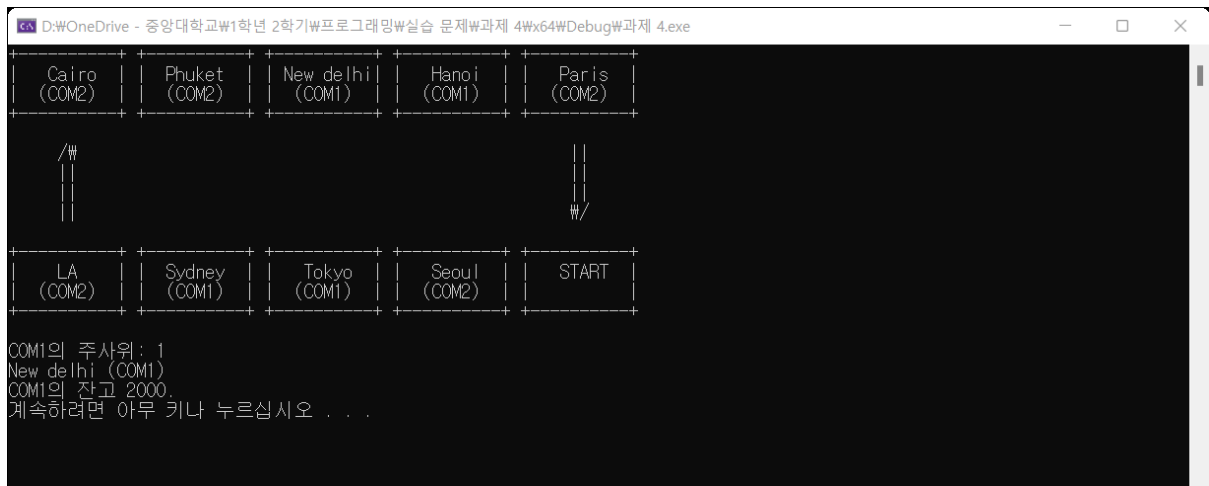 D:₩OneDrive - 중앙대학교₩1학년 2학기₩프로그래밍₩실습 문제₩과제 4₩x64₩Debug₩과제 4.exe
+----------+ +----------+ +----------+ +----------+ +----------+
|   Cairo  | |  Phuket  | | New delhi| |   Hanoi  | |   Paris  |
|  (COM2)  | |  (COM2)  | |  (COM1)  | |  (COM1)  | |  (COM2)  |
+----------+ +----------+ +----------+ +----------+ +----------+
     /₩                                                   ||
     ||                                                   ||
     ||                                                   ||
     ||                                                   ₩/
+----------+ +----------+ +----------+ +----------+ +----------+
|    LA    | |  Sydney  | |   Tokyo  | |   Seoul  | |   START  |
|  (COM2)  | |  (COM1)  | |  (COM1)  | |  (COM2)  | |          |
+----------+ +----------+ +----------+ +----------+ +----------+
COM1의 주사위: 1
New delhi (COM1)
COM1의 잔고 2000.
계속하려면 아무 키나 누르십시오 . . .